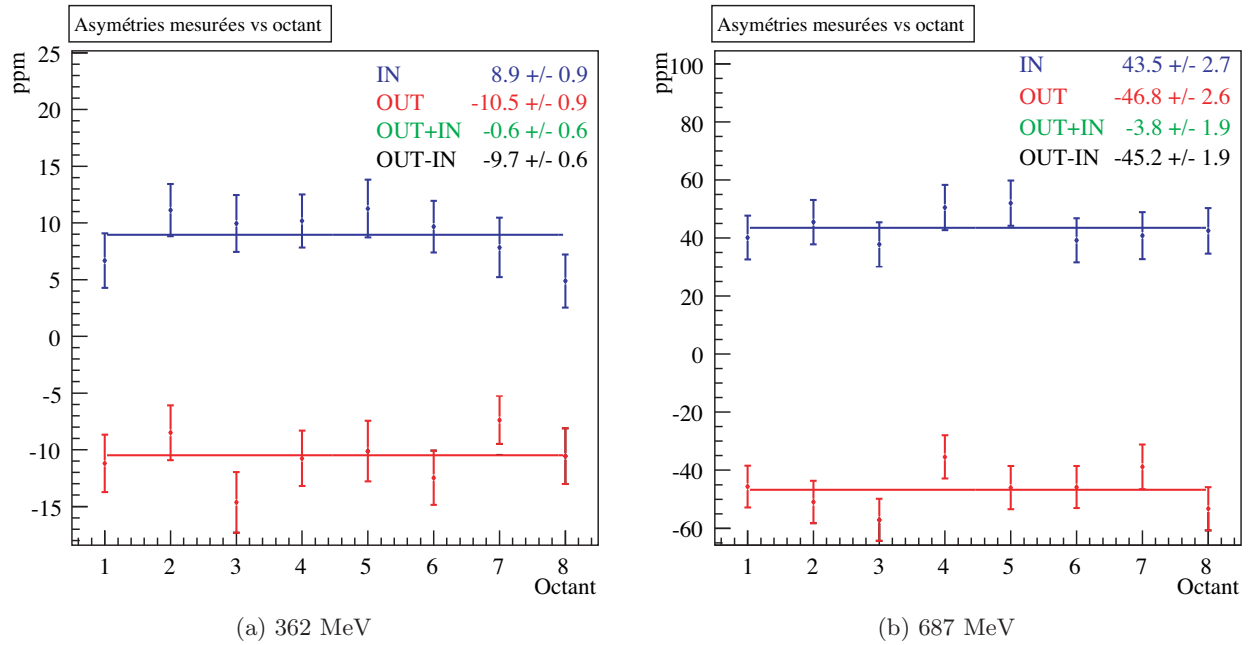 Asymétries mesurées vs octant
ppm
25
20
15
10
5
0
-5
-10
-15
IN 8.9 +/- 0.9
OUT -10.5 +/- 0.9
OUT+IN -0.6 +/- 0.6
OUT-IN -9.7 +/- 0.6
1 2 3 4 5 6 7 8
Octant
(a) 362 MeV
Asymétries mesurées vs octant
ppm
100
80
60
40
20
0
-20
-40
-60
IN 43.5 +/- 2.7
OUT -46.8 +/- 2.6
OUT+IN -3.8 +/- 1.9
OUT-IN -45.2 +/- 1.9
1 2 3 4 5 6 7 8
Octant
(b) 687 MeV